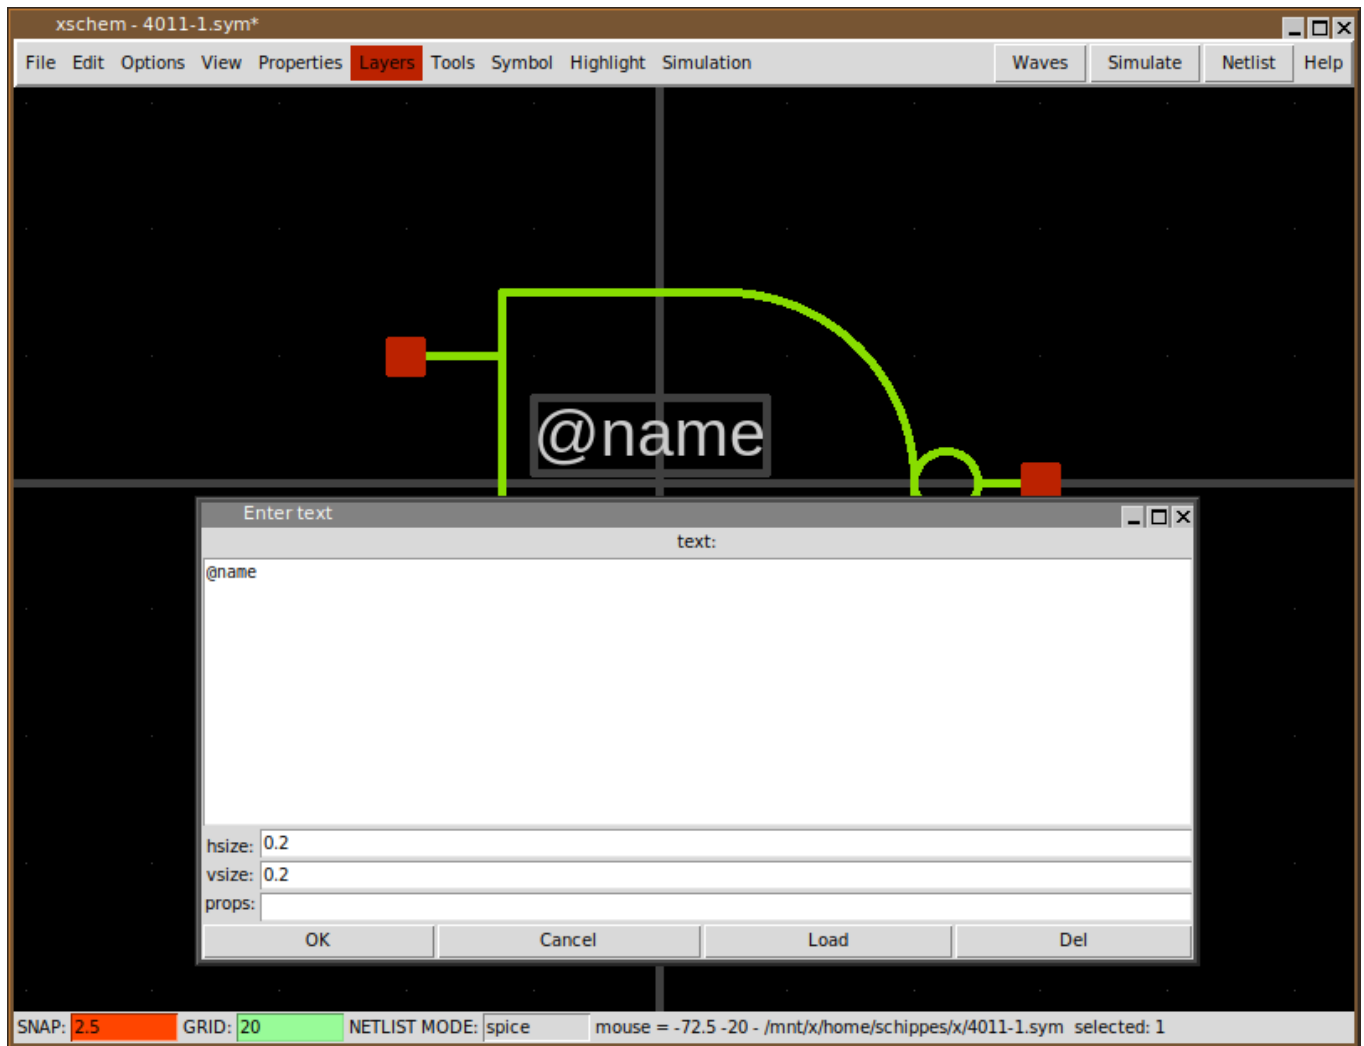 xschem - 4011-1.sym*
File Edit Options View Properties Layers Tools Symbol Highlight Simulation Waves Simulate Netlist Help
@name
Enter text
text:
@name
hsize: 0.2
vsize: 0.2
props:
OK Cancel Load Del
SNAP: 2.5 GRID: 20 NETLIST MODE: spice mouse = -72.5 -20 - /mnt/x/home/schippes/x/4011-1.sym selected: 1